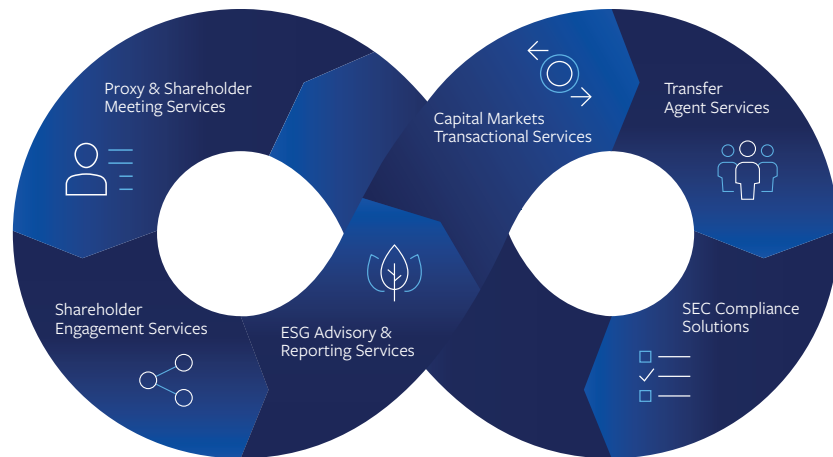 Proxy & Shareholder
Meeting Services
Capital Markets
Transactional Services
Transfer
Agent Services
Shareholder
Engagement Services
ESG Advisory &
Reporting Services
SEC Compliance
Solutions